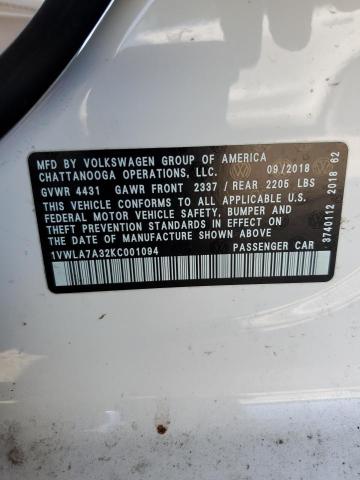 MFD BY VOLKSWAGEN GROUP OF AMERICA
CHATTANOOGA OPERATIONS, LLC. 09/2018
GVWR 4431 GAWR FRONT 2337 / REAR 2205 LBS
THIS VEHICLE CONFORMS TO ALL APPLICABLE U.S.
FEDERAL MOTOR VEHICLE SAFETY, BUMPER AND
THEFT PREVENTION STANDARDS IN EFFECT ON
THE DATE OF MANUFACTURE SHOWN ABOVE
1VWLA7A32KC001094 PASSENGER CAR
3740112 2018 62